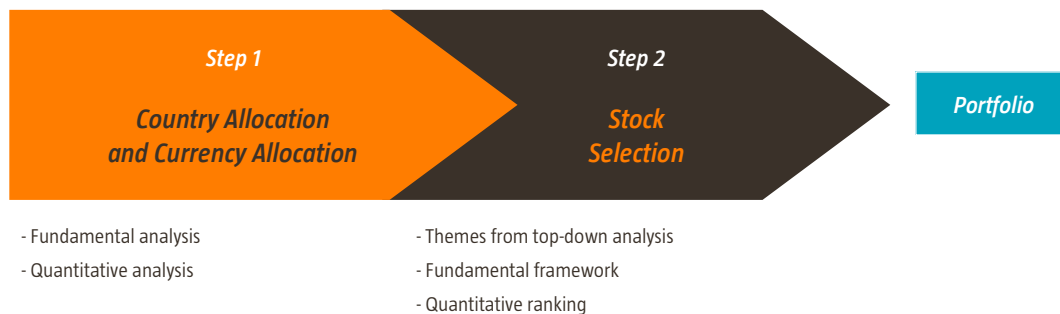 Step 1
Country Allocation
and Currency Allocation
Step 2
Stock
Selection
Portfolio
- Fundamental analysis
- Quantitative analysis
- Themes from top-down analysis
- Fundamental framework
- Quantitative ranking